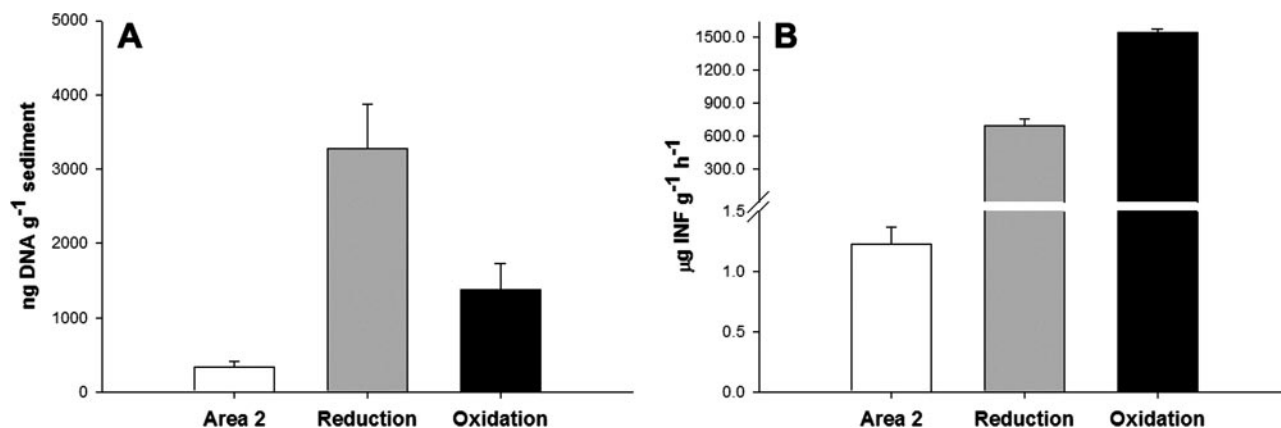 A
ng DNA g⁻¹ sediment
5000
4000
3000
2000
1000
0
Area 2 Reduction Oxidation
B
µg INF g⁻¹ h⁻¹
1500.0
1200.0
900.0
600.0
300.0
1.5
1.0
0.5
0.0
Area 2 Reduction Oxidation